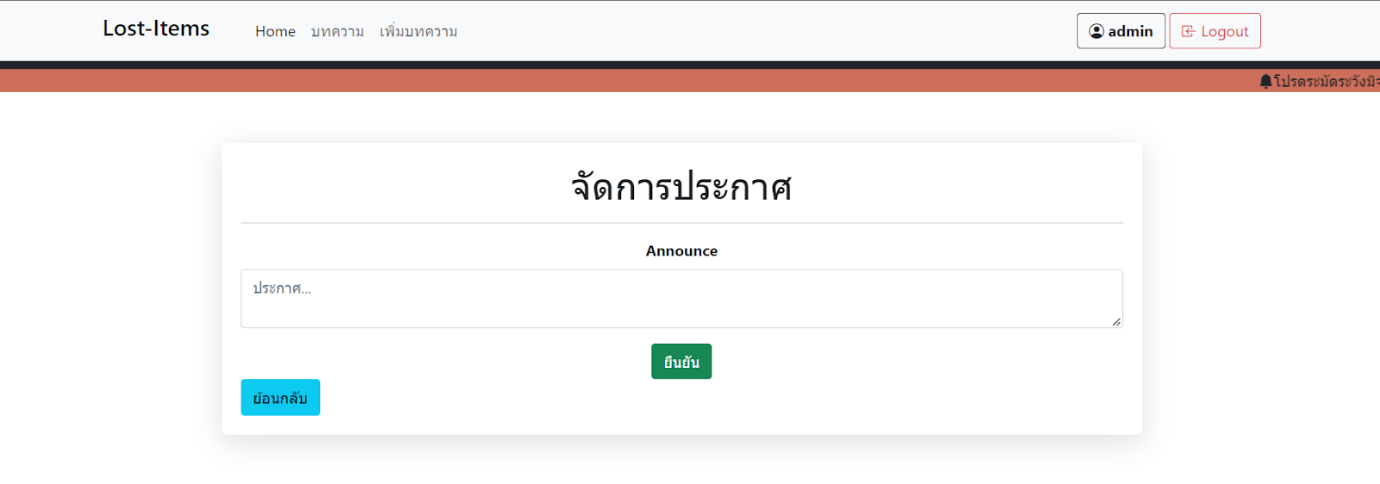 Lost-Items Home บทความ เพิ่มบทความ admin Logout
โปรดระมัดระวังมิจ
จัดการประกาศ
Announce
ประกาศ...
ยืนยัน
ย้อนกลับ